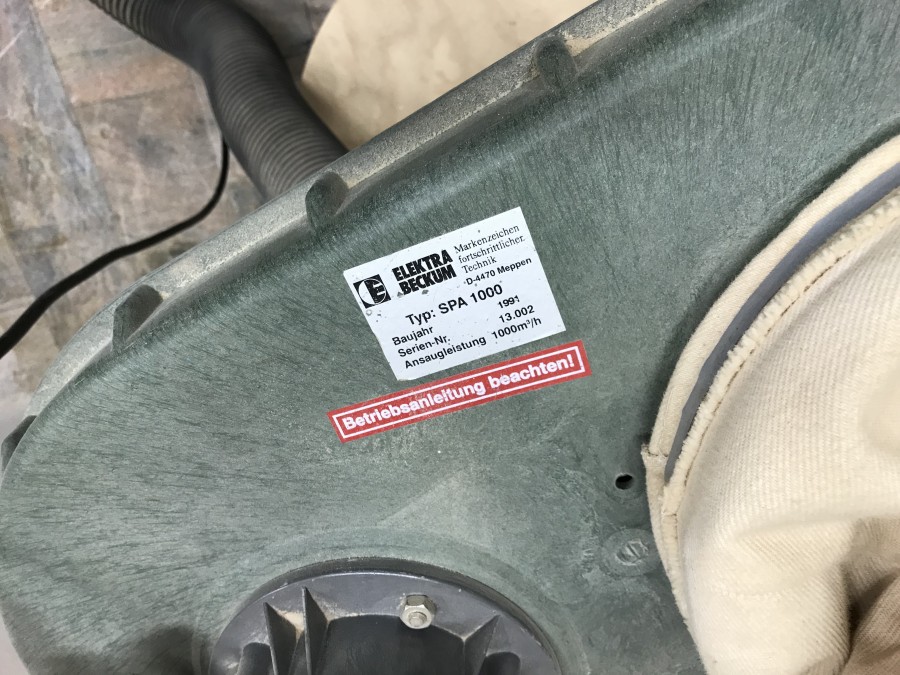 ELEKTRA
BECKUM
Markenzeichen
fortschrittlicher
Technik
D-4470 Meppen
Typ: SPA 1000
Baujahr 1991
Serien-Nr. 13.002
Ansaugleistung 1000m³/h
Betriebsanleitung beachten!